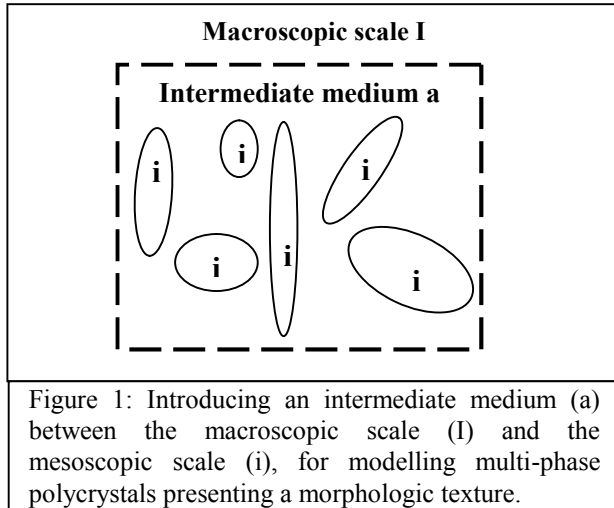 Macroscopic scale I
Intermediate medium a
i
i
i
i
i
i
Figure 1: Introducing an intermediate medium (a)
between the macroscopic scale (I) and the
mesoscopic scale (i), for modelling multi-phase
polycrystals presenting a morphologic texture.